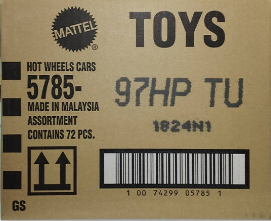 MATTEL
TOYS
HOT WHEELS CARS
5785-
MADE IN MALAYSIA
ASSORTMENT
CONTAINS 72 PCS.
97HP TU
1824N1
1 00 74299 05785 1
GS